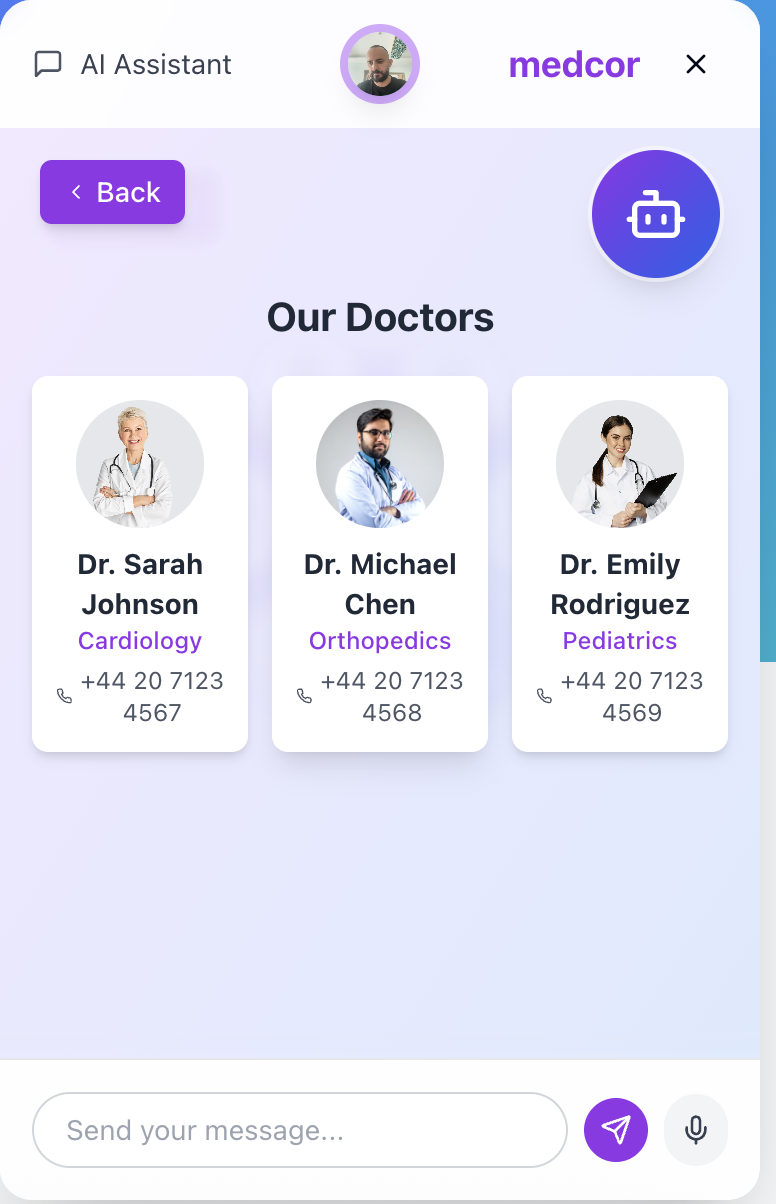 AI Assistant
medcor
Back
Our Doctors
Dr. Sarah
Johnson
Cardiology
+44 20 7123
4567
Dr. Michael
Chen
Orthopedics
+44 20 7123
4568
Dr. Emily
Rodriguez
Pediatrics
+44 20 7123
4569
Send your message...